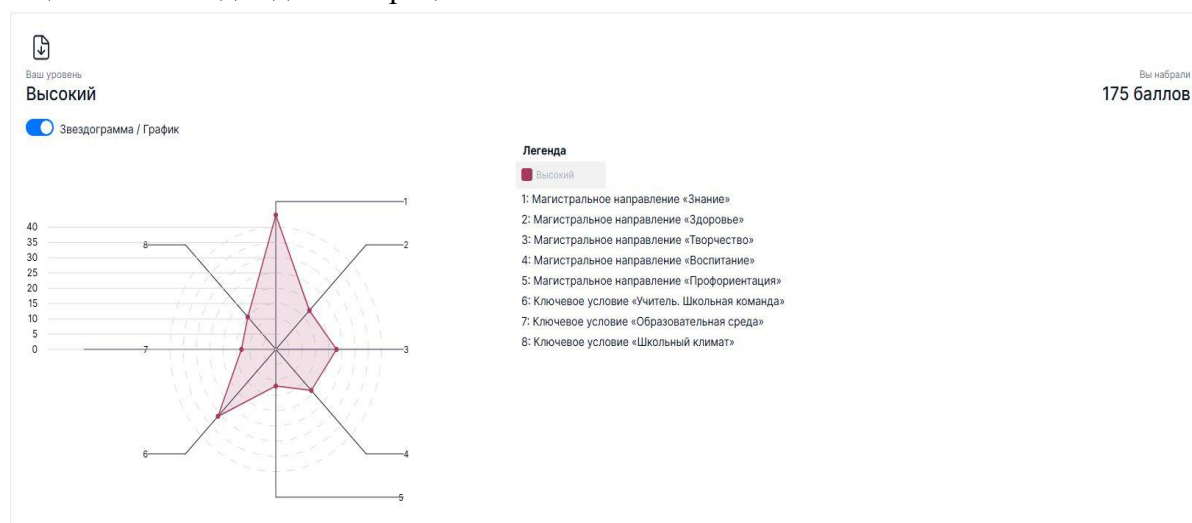 Ваш уровень
Высокий
Вы набрали
175 баллов
Звездограмма / График
Легенда
Высокий
1: Магистральное направление «Знание»
2: Магистральное направление «Здоровье»
3: Магистральное направление «Творчество»
4: Магистральное направление «Воспитание»
5: Магистральное направление «Профориентация»
6: Ключевое условие «Учитель. Школьная команда»
7: Ключевое условие «Образовательная среда»
8: Ключевое условие «Школьный климат»
40
35
30
25
20
15
10
5
0
1
2
3
4
5
6
7
8